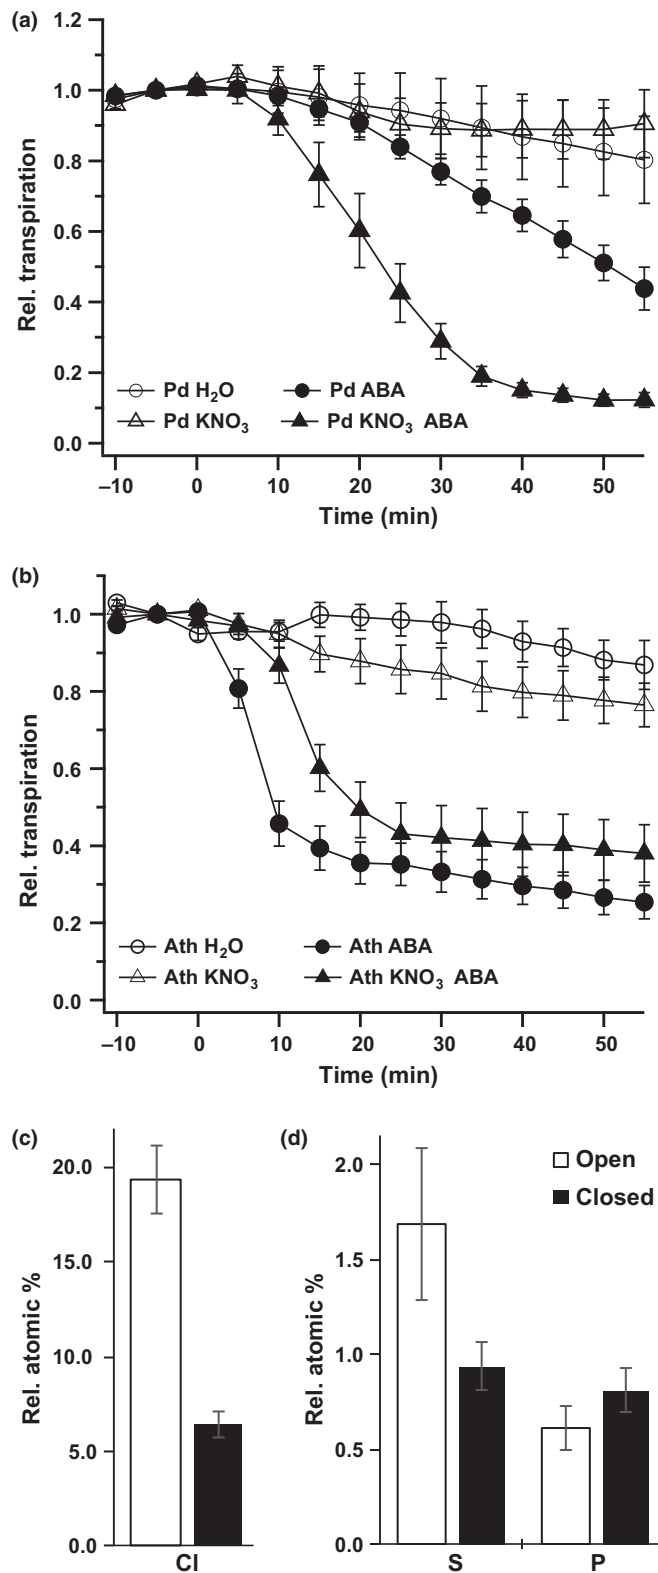 (a)
1.2
1.0
0.8
0.6
0.4
0.2
0.0
Rel. transpiration
Pd H2O
Pd ABA
Pd KNO3
Pd KNO3 ABA
–10 0 10 20 30 40 50
Time (min)
(b)
1.0
0.8
0.6
0.4
0.2
0.0
Rel. transpiration
Ath H2O
Ath ABA
Ath KNO3
Ath KNO3 ABA
–10 0 10 20 30 40 50
Time (min)
(c)
20.0
15.0
10.0
5.0
0.0
Rel. atomic %
Cl
(d)
2.0
1.5
1.0
0.5
0.0
Rel. atomic %
Open
Closed
S P